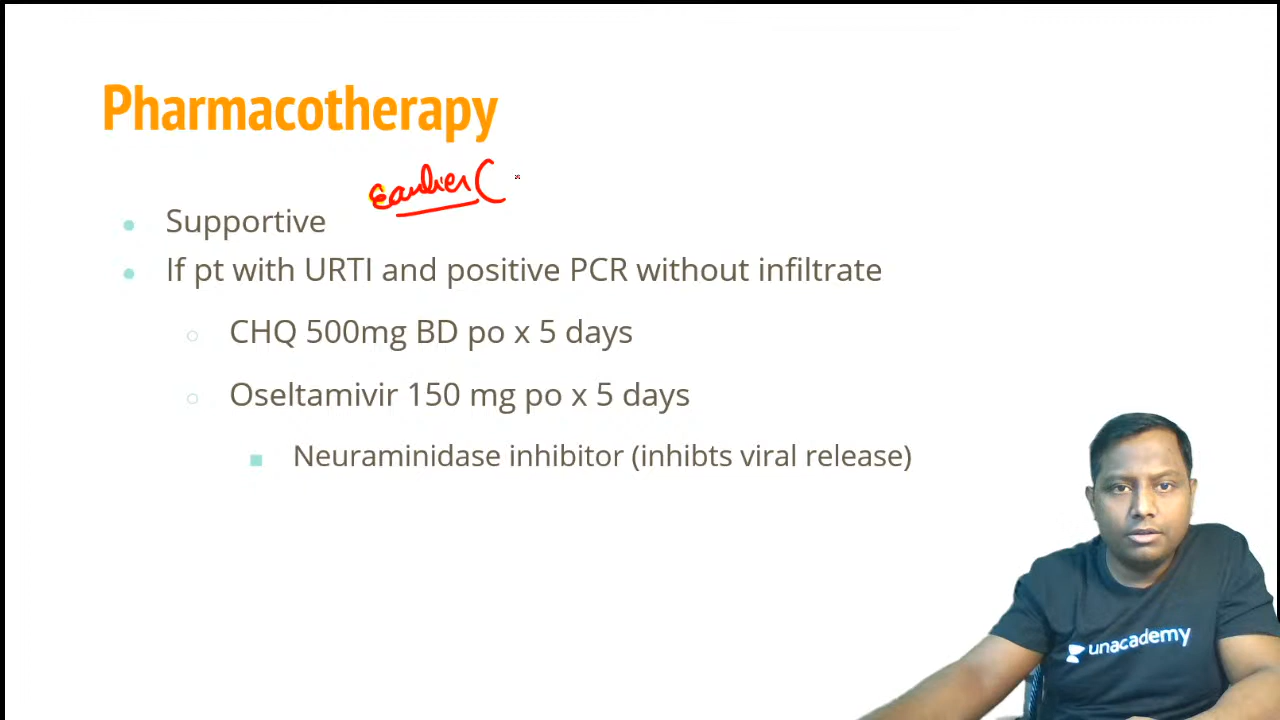 Pharmacotherapy
Earlier (
Supportive
If pt with URTI and positive PCR without infiltrate
CHQ 500mg BD po x 5 days
Oseltamivir 150 mg po x 5 days
Neuraminidase inhibitor (inhibts viral release)
unacademy